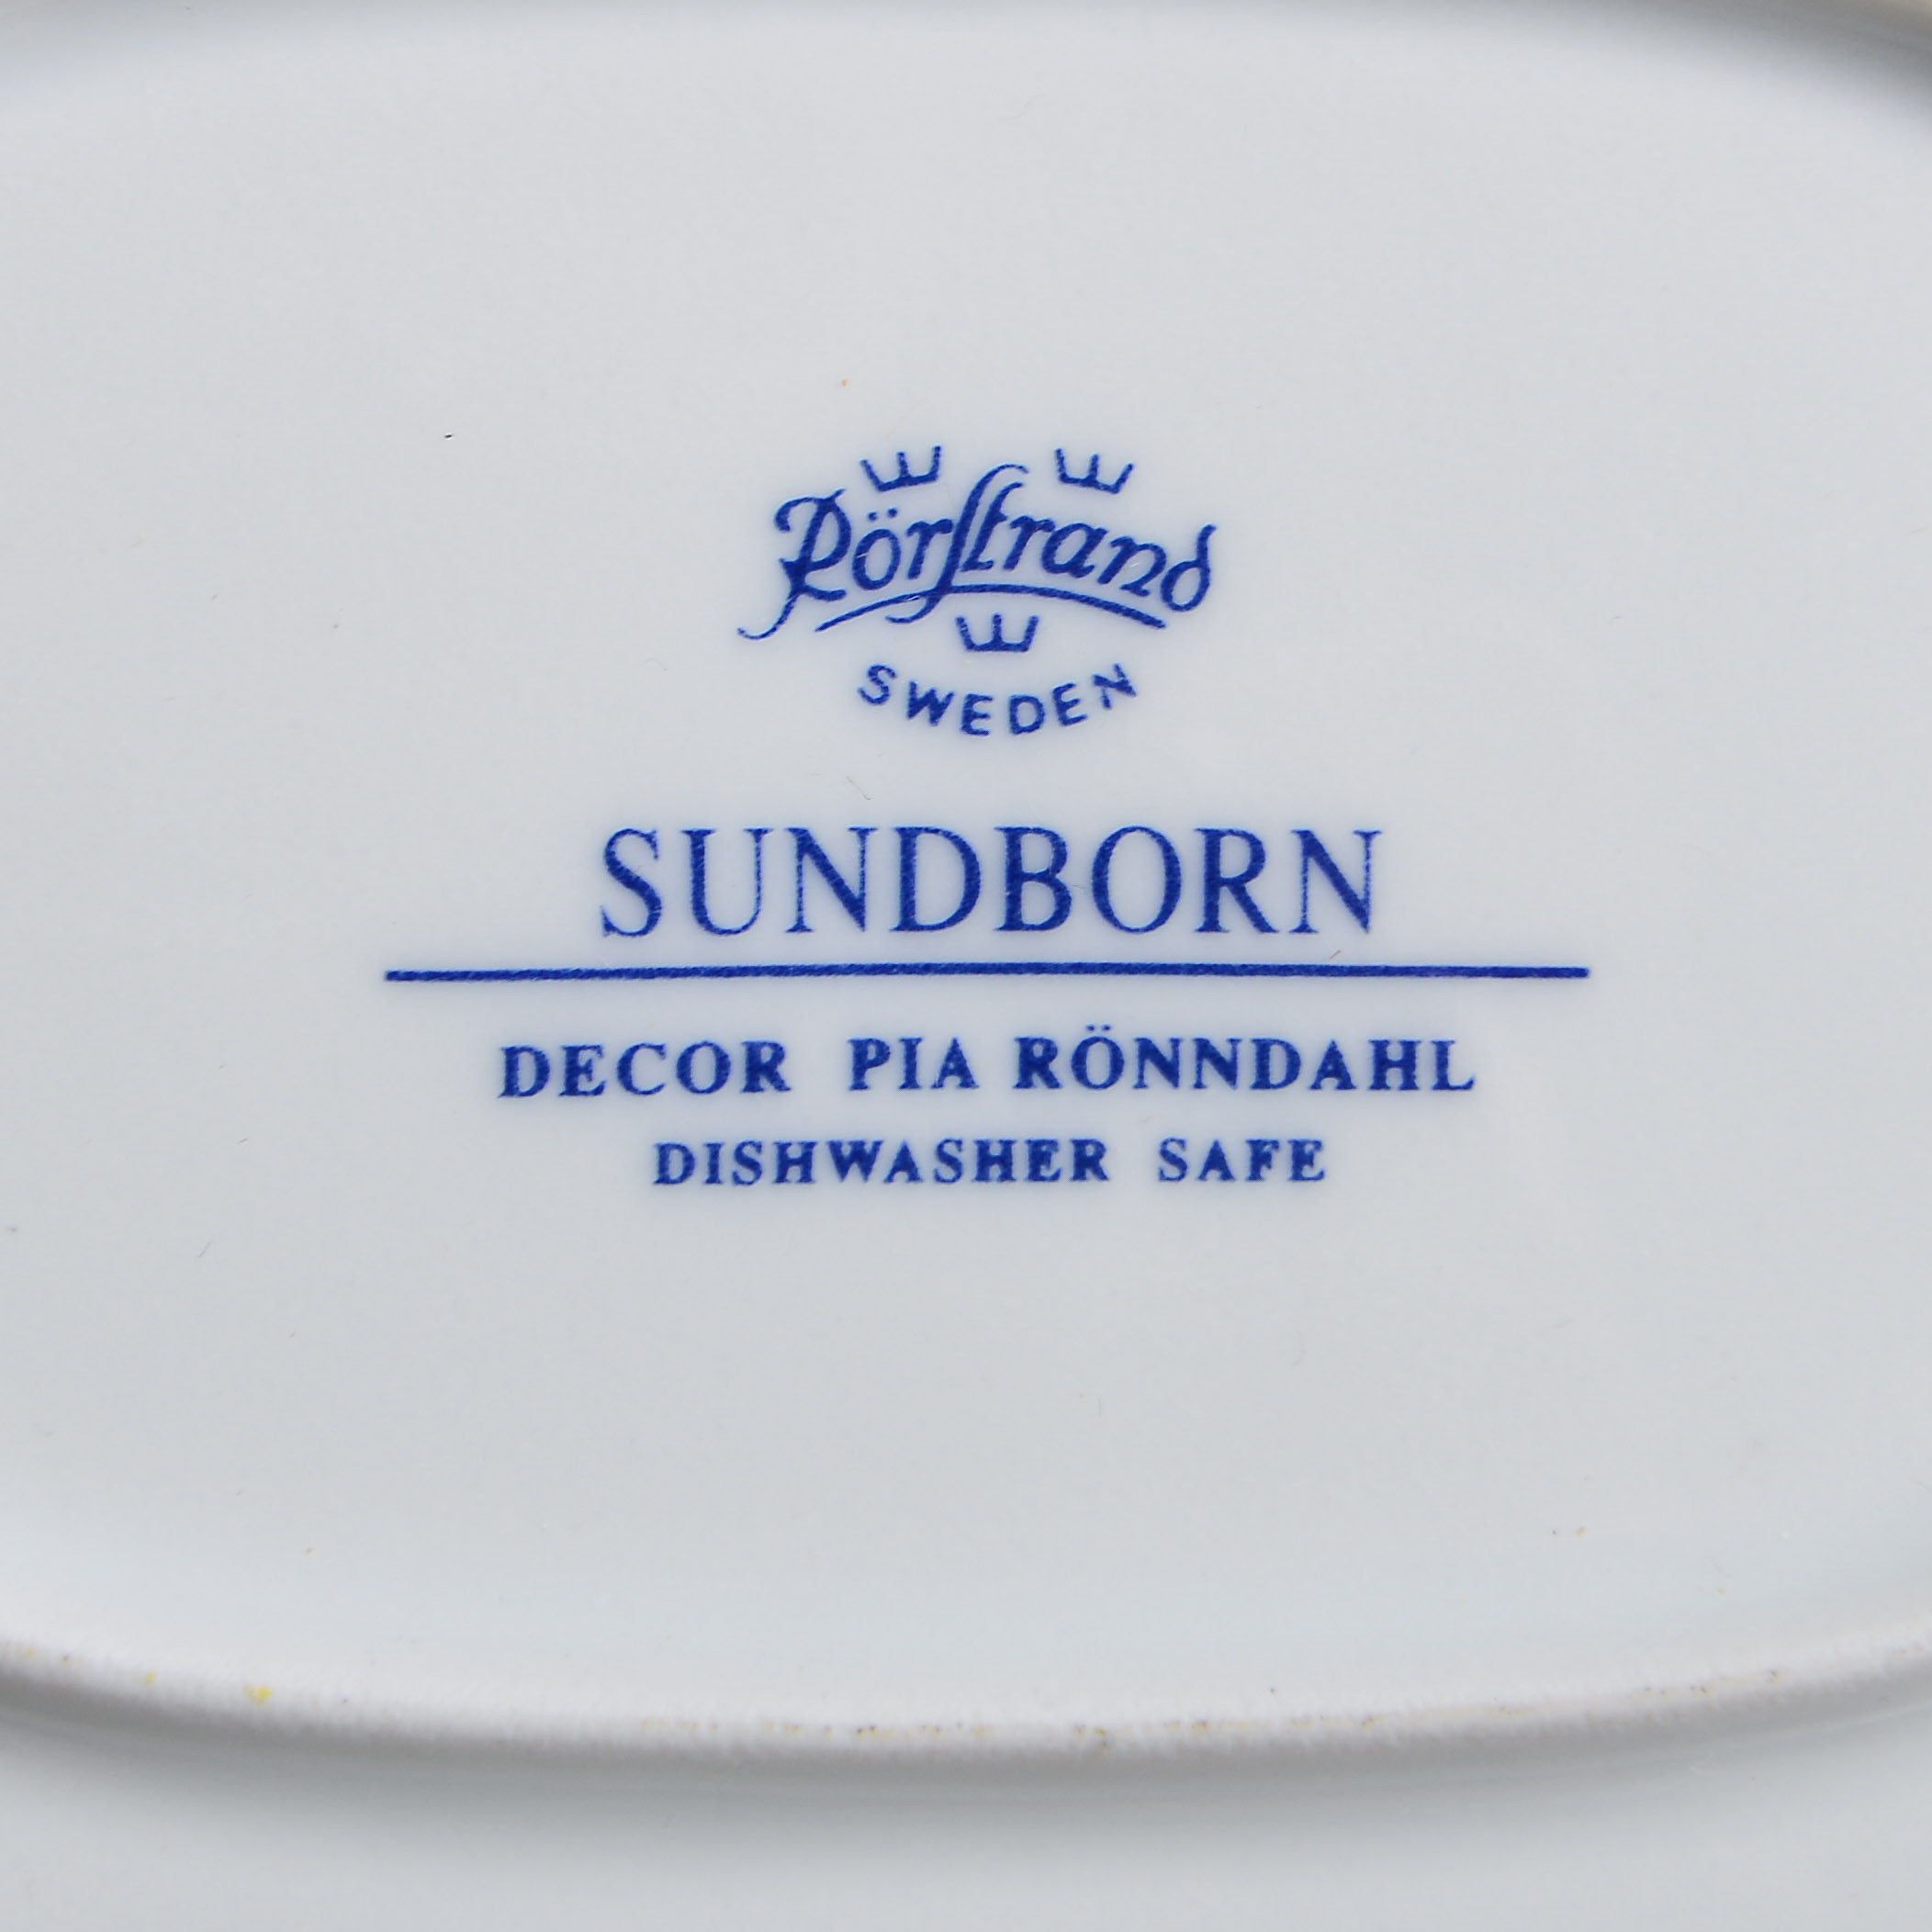 Rörstrand
SWEDEN
SUNDBORN
DECOR PIA RÖNNDAHL
DISHWASHER SAFE